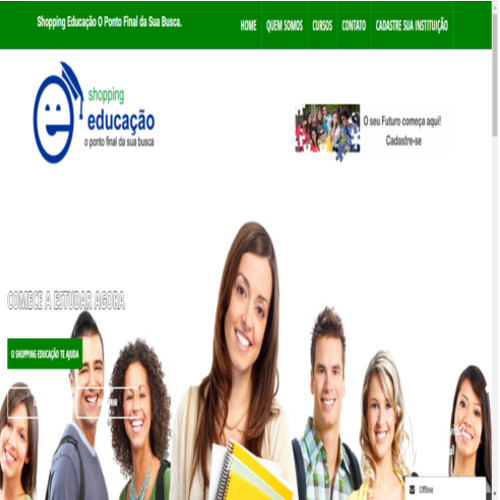 Shopping Educação O Ponto Final da Sua Busca.
HOME QUEM SOMOS CURSOS CONTATO CADASTRE SUA INSTITUIÇÃO
shopping
educação
o ponto final da sua busca
O seu Futuro começa aqui!
Cadastre-se
COMECE A ESTUDAR AGORA
O SHOPPING EDUCAÇÃO TE AJUDA
Offline